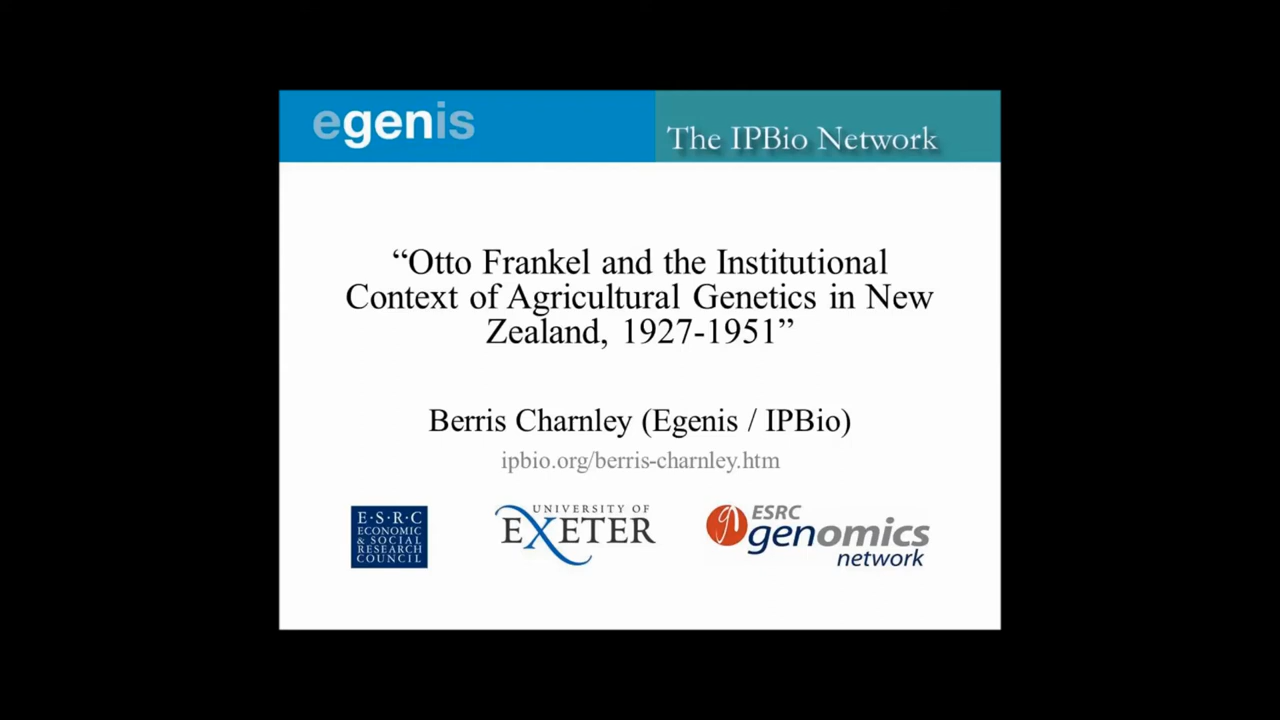 egenis
The IPBio Network
“Otto Frankel and the Institutional
Context of Agricultural Genetics in New
Zealand, 1927-1951”
Berris Charnley (Egenis / IPBio)
ipbio.org/berris-charnley.htm
E·S·R·C
ECONOMIC
& SOCIAL
RESEARCH
COUNCIL
UNIVERSITY OF
EXETER
ESRC
genomics
network